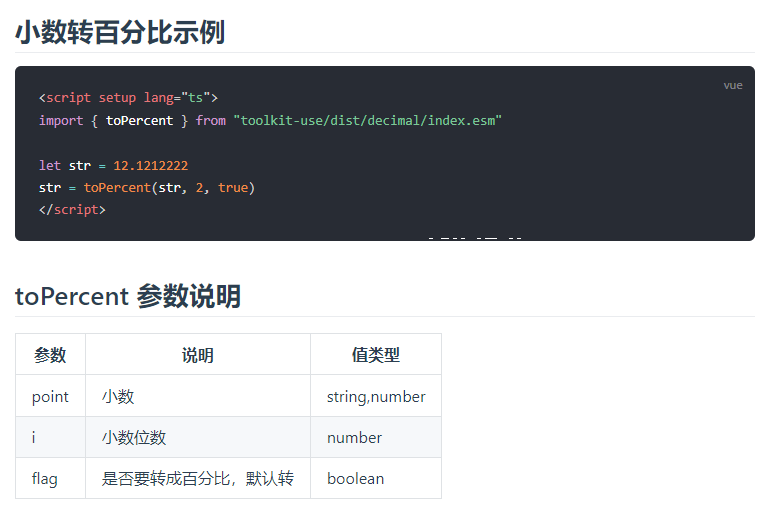 小数转百分比示例
vue
<script setup lang="ts">
import { toPercent } from "toolkit-use/dist/decimal/index.esm"
let str = 12.1212222
str = toPercent(str, 2, true)
</script>
toPercent 参数说明
参数 说明 值类型
point 小数 string,number
i 小数位数 number
flag 是否要转成百分比，默认转 boolean